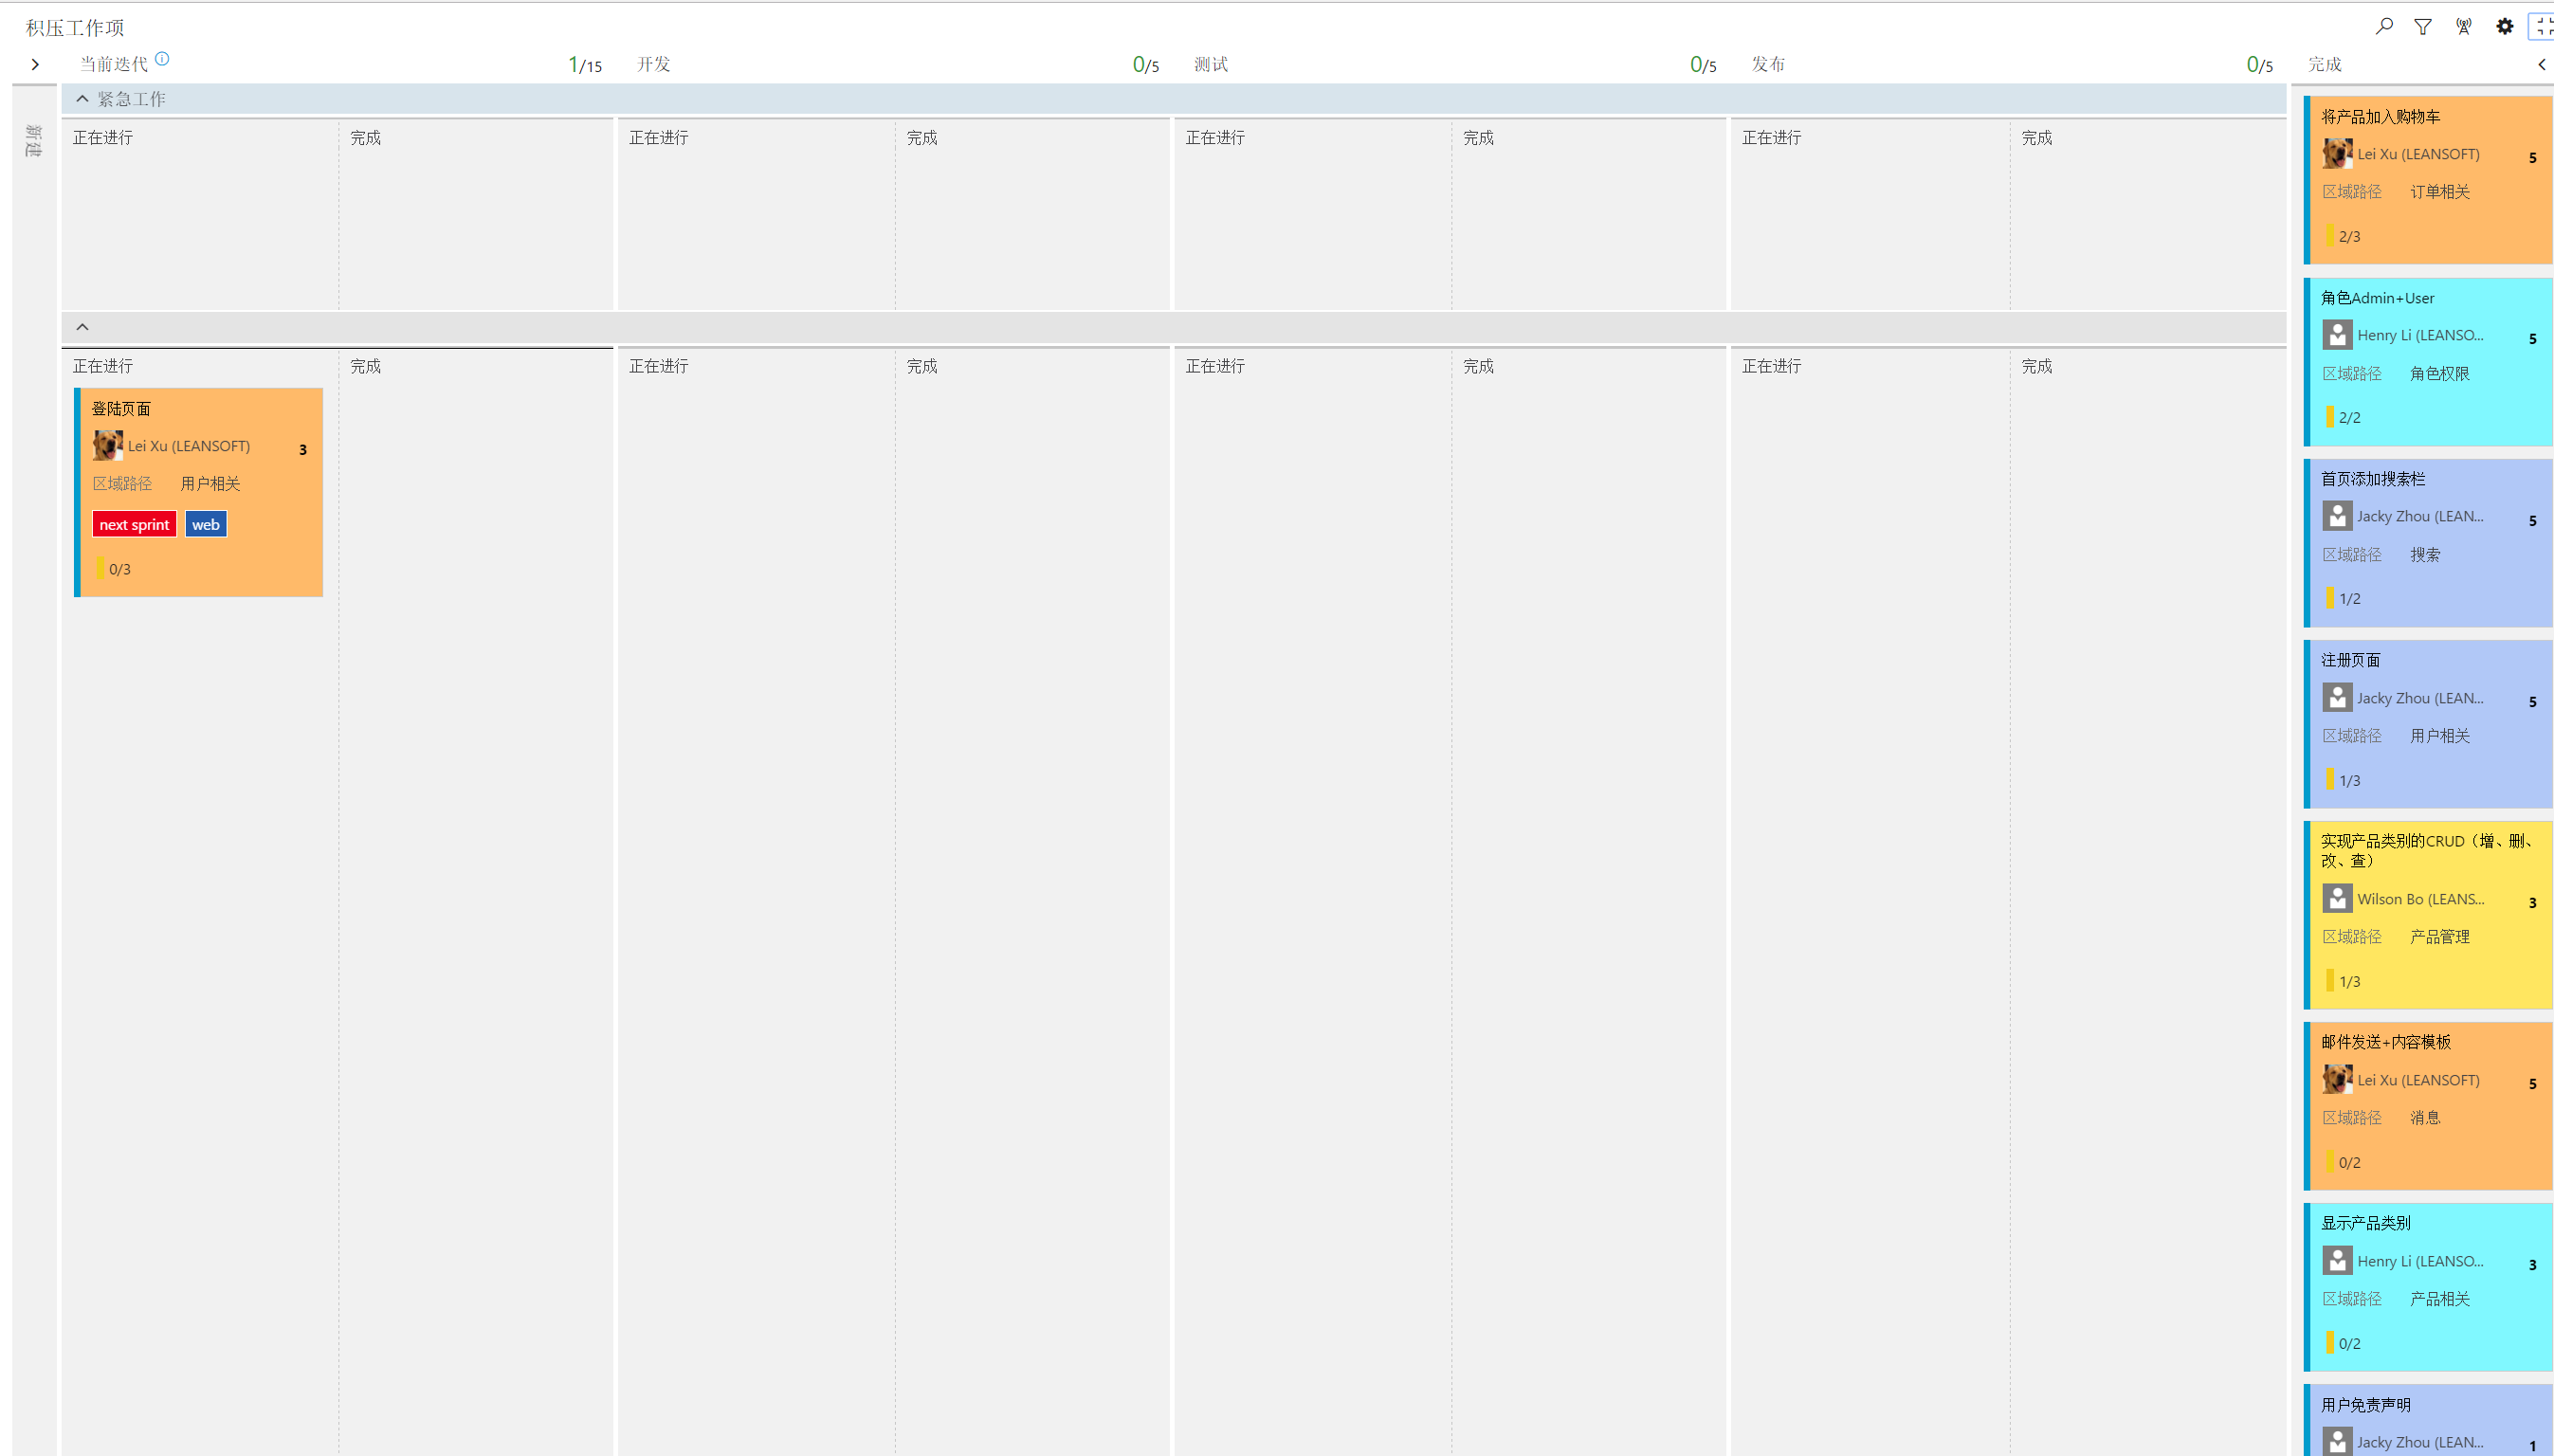 积压工作项
当前迭代 1/15 开发 0/5 测试 0/5 发布 0/5 完成
新建
紧急工作
正在进行 完成 正在进行 完成 正在进行 完成 正在进行 完成
正在进行 完成 正在进行 完成 正在进行 完成 正在进行 完成
登陆页面
Lei Xu (LEANSOFT) 3
区域路径 用户相关
next sprint web
0/3
将产品加入购物车
Lei Xu (LEANSOFT) 5
区域路径 订单相关
2/3
角色Admin+User
Henry Li (LEANSO... 5
区域路径 角色权限
2/2
首页添加搜索栏
Jacky Zhou (LEAN... 5
区域路径 搜索
1/2
注册页面
Jacky Zhou (LEAN... 5
区域路径 用户相关
1/3
实现产品类别的CRUD（增、删、
改、查）
Wilson Bo (LEANS... 3
区域路径 产品管理
1/3
邮件发送+内容模板
Lei Xu (LEANSOFT) 5
区域路径 消息
0/2
显示产品类别
Henry Li (LEANSO... 3
区域路径 产品相关
0/2
用户免责声明
Jacky Zhou (LEAN... 1